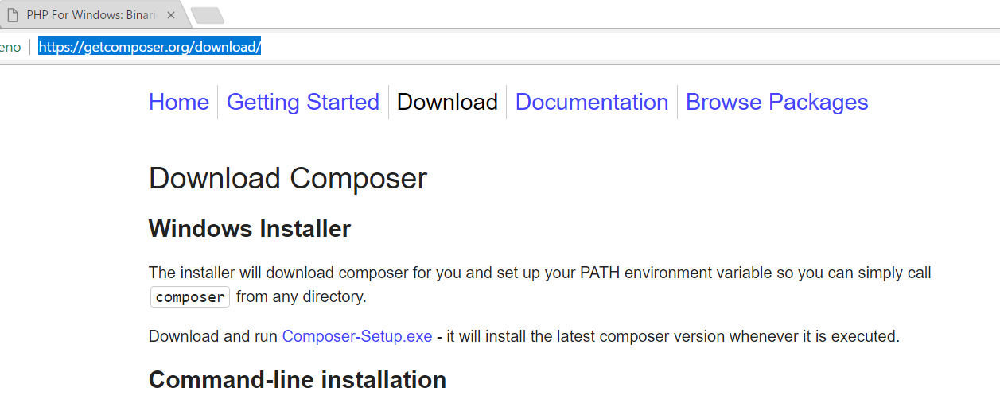 PHP For Windows: Binari
eno
https://getcomposer.org/download/
Home Getting Started Download Documentation Browse Packages
Download Composer
Windows Installer
The installer will download composer for you and set up your PATH environment variable so you can simply call
composer from any directory.
Download and run Composer-Setup.exe - it will install the latest composer version whenever it is executed.
Command-line installation